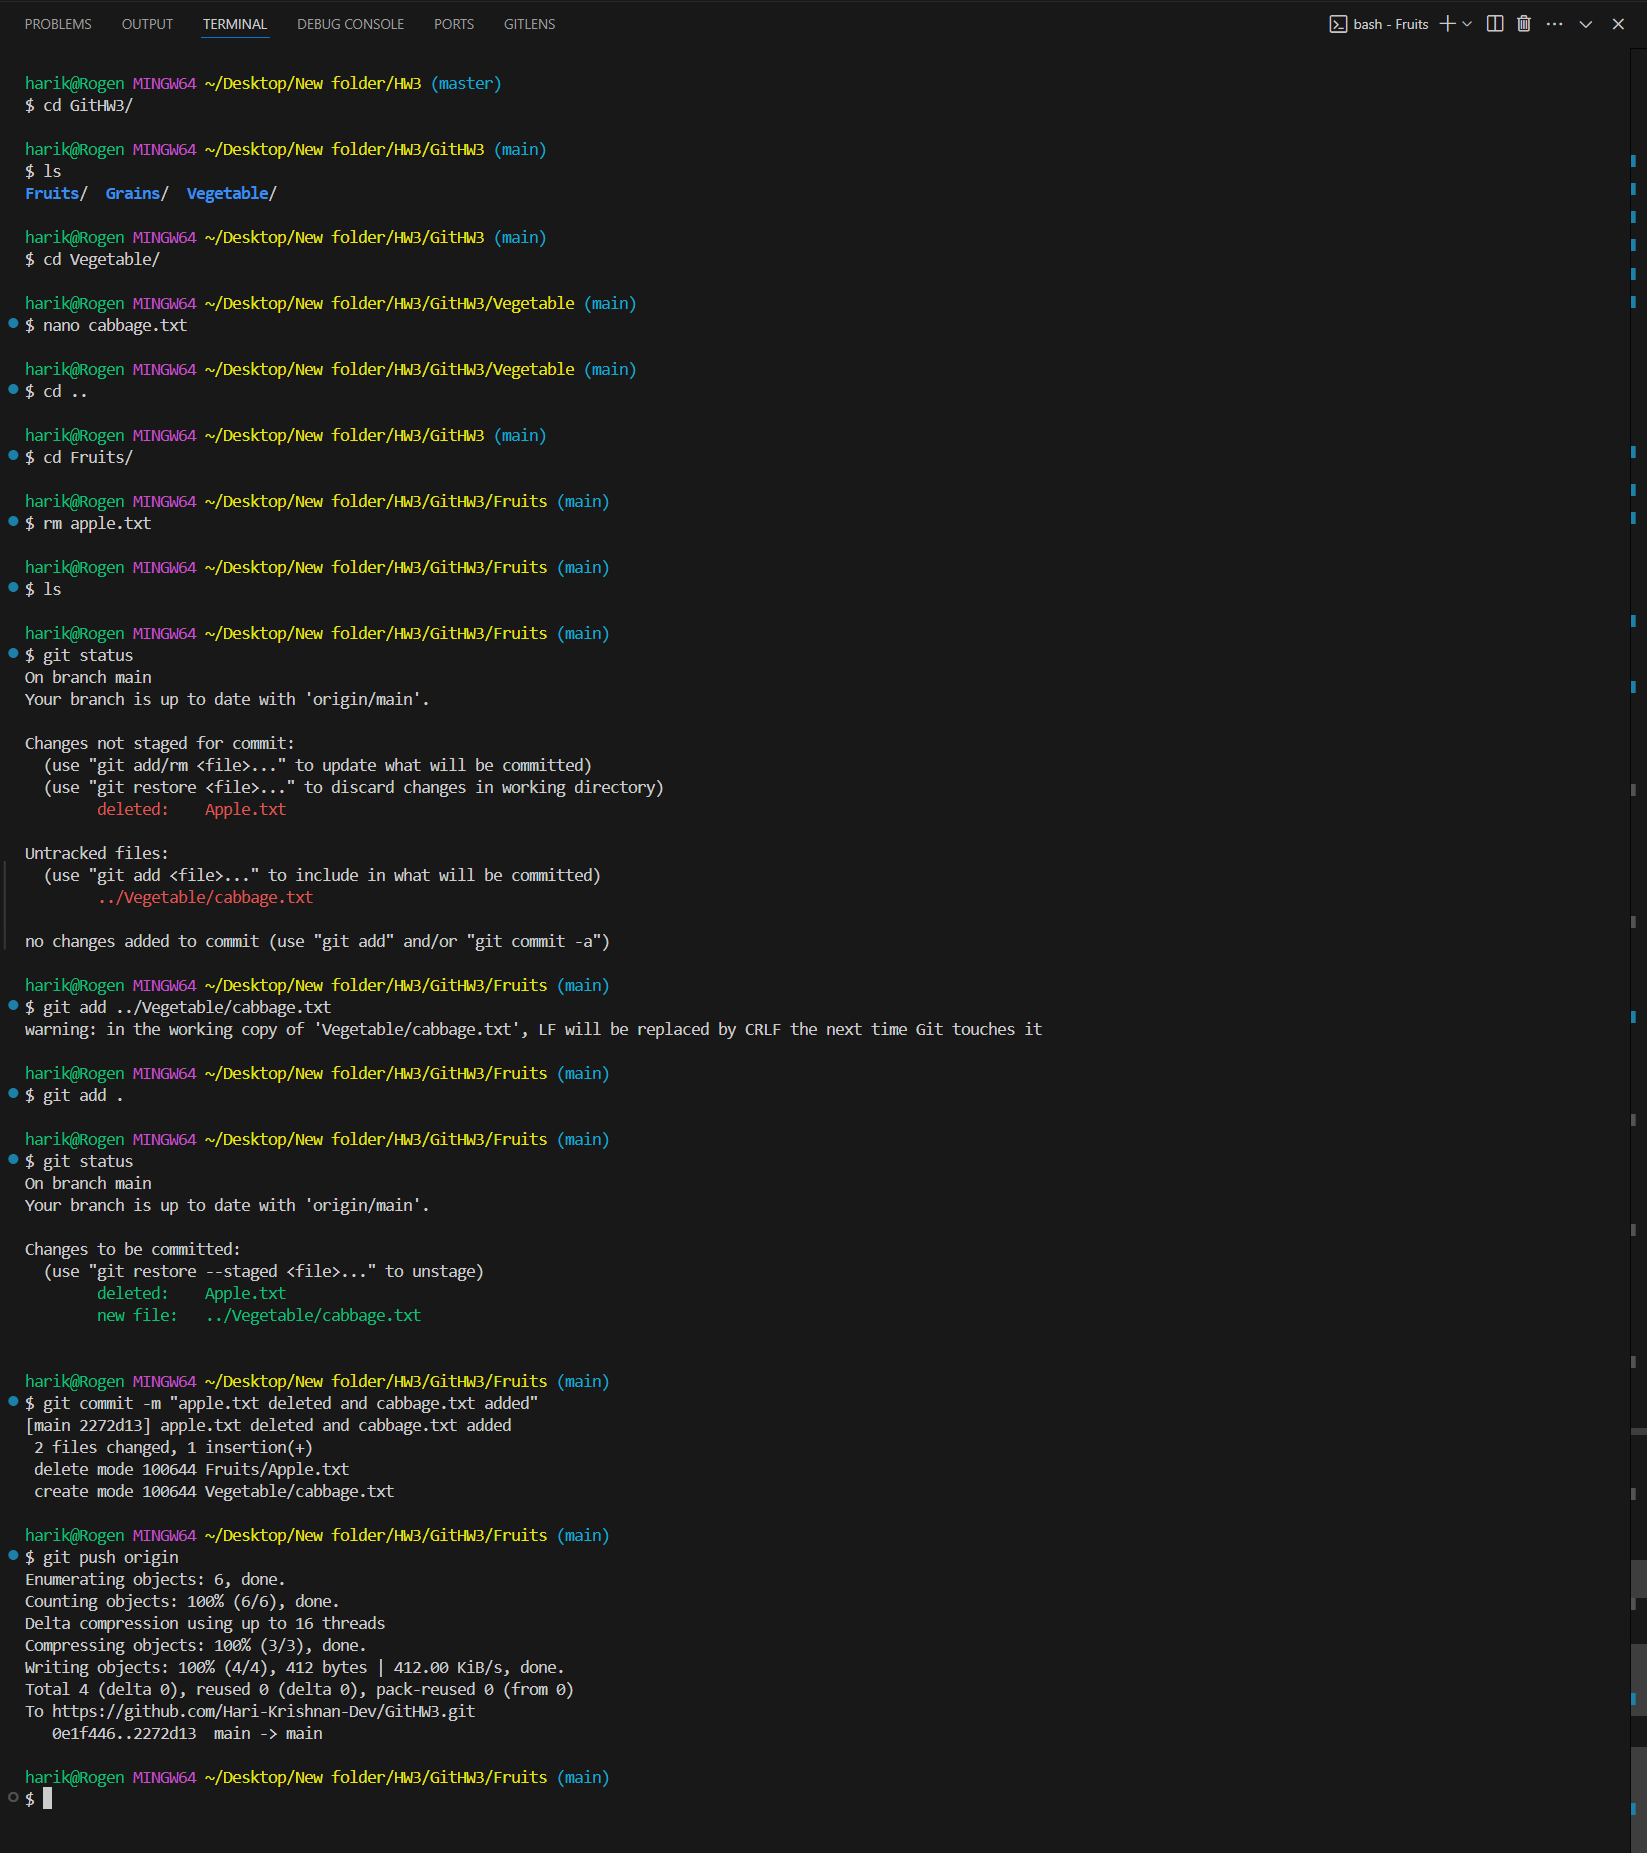 PROBLEMS OUTPUT TERMINAL DEBUG CONSOLE PORTS GITLENS bash - Fruits
harik@Rogen MINGW64 ~/Desktop/New folder/HW3 (master)
$ cd GitHW3/
harik@Rogen MINGW64 ~/Desktop/New folder/HW3/GitHW3 (main)
$ ls
Fruits/  Grains/  Vegetable/
harik@Rogen MINGW64 ~/Desktop/New folder/HW3/GitHW3 (main)
$ cd Vegetable/
harik@Rogen MINGW64 ~/Desktop/New folder/HW3/GitHW3/Vegetable (main)
$ nano cabbage.txt
harik@Rogen MINGW64 ~/Desktop/New folder/HW3/GitHW3/Vegetable (main)
$ cd ..
harik@Rogen MINGW64 ~/Desktop/New folder/HW3/GitHW3 (main)
$ cd Fruits/
harik@Rogen MINGW64 ~/Desktop/New folder/HW3/GitHW3/Fruits (main)
$ rm apple.txt
harik@Rogen MINGW64 ~/Desktop/New folder/HW3/GitHW3/Fruits (main)
$ ls
harik@Rogen MINGW64 ~/Desktop/New folder/HW3/GitHW3/Fruits (main)
$ git status
On branch main
Your branch is up to date with 'origin/main'.
Changes not staged for commit:
  (use "git add/rm <file>..." to update what will be committed)
  (use "git restore <file>..." to discard changes in working directory)
        deleted:    Apple.txt
Untracked files:
  (use "git add <file>..." to include in what will be committed)
        ../Vegetable/cabbage.txt
no changes added to commit (use "git add" and/or "git commit -a")
harik@Rogen MINGW64 ~/Desktop/New folder/HW3/GitHW3/Fruits (main)
$ git add ../Vegetable/cabbage.txt
warning: in the working copy of 'Vegetable/cabbage.txt', LF will be replaced by CRLF the next time Git touches it
harik@Rogen MINGW64 ~/Desktop/New folder/HW3/GitHW3/Fruits (main)
$ git add .
harik@Rogen MINGW64 ~/Desktop/New folder/HW3/GitHW3/Fruits (main)
$ git status
On branch main
Your branch is up to date with 'origin/main'.
Changes to be committed:
  (use "git restore --staged <file>..." to unstage)
        deleted:    Apple.txt
        new file:   ../Vegetable/cabbage.txt
harik@Rogen MINGW64 ~/Desktop/New folder/HW3/GitHW3/Fruits (main)
$ git commit -m "apple.txt deleted and cabbage.txt added"
[main 2272d13] apple.txt deleted and cabbage.txt added
 2 files changed, 1 insertion(+)
 delete mode 100644 Fruits/Apple.txt
 create mode 100644 Vegetable/cabbage.txt
harik@Rogen MINGW64 ~/Desktop/New folder/HW3/GitHW3/Fruits (main)
$ git push origin
Enumerating objects: 6, done.
Counting objects: 100% (6/6), done.
Delta compression using up to 16 threads
Compressing objects: 100% (3/3), done.
Writing objects: 100% (4/4), 412 bytes | 412.00 KiB/s, done.
Total 4 (delta 0), reused 0 (delta 0), pack-reused 0 (from 0)
To https://github.com/Hari-Krishnan-Dev/GitHW3.git
   0e1f446..2272d13  main -> main
harik@Rogen MINGW64 ~/Desktop/New folder/HW3/GitHW3/Fruits (main)
$